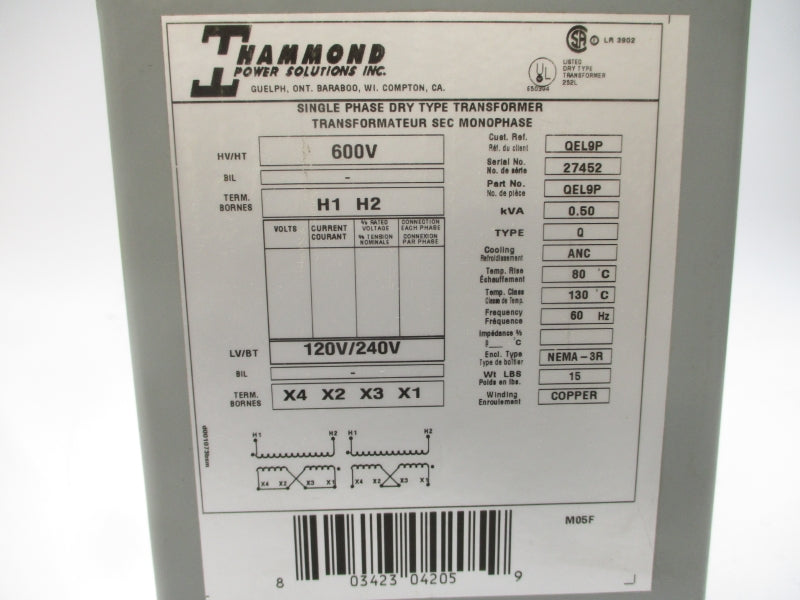 HAMMOND
POWER SOLUTIONS INC.
GUELPH, ONT. BARABOO, WI. COMPTON, CA.
SA LR 3902
UL
650394
LISTED
DRY TYPE
TRANSFORMER
252L
SINGLE PHASE DRY TYPE TRANSFORMER
TRANSFORMATEUR SEC MONOPHASE
HV/HT 600V
BIL -
TERM.
BORNES H1 H2
VOLTS
CURRENT
COURANT
% RATED
VOLTAGE
% TENSION
NOMINALE
CONNECTION
EACH PHASE
CONNEXION
PAR PHASE
LV/BT 120V/240V
BIL -
TERM.
BORNES X4 X2 X3 X1
Cust. Ref.
Réf. du client QEL9P
Serial No.
No. de série 27452
Part No.
No. de pièce QEL9P
kVA 0.50
TYPE Q
Cooling
Refroidissement ANC
Temp. Rise
Échauffement 80 °C
Temp. Class
Classe de Temp. 130 °C
Frequency
Fréquence 60 Hz
Impédance %
@___ °C
Encl. Type
Type de boîtier NEMA-3R
Wt LBS
Poids en lbs. 15
Winding
Enroulement COPPER
H1 H2 H1 H2
X4 X2 X3 X1 X4 X2 X3 X1
M05F
8 03423 04205 9